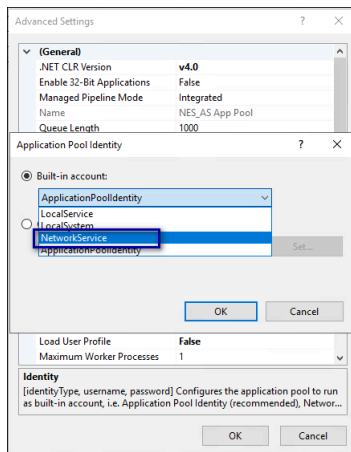 Advanced Settings ? ×
(General)
.NET CLR Version v4.0
Enable 32-Bit Applications False
Managed Pipeline Mode Integrated
Name NES_AS App Pool
Queue Length 1000
Application Pool Identity ? ×
Built-in account:
ApplicationPoolIdentity
LocalService
LocalSystem
NetworkService
ApplicationPoolIdentity
Set...
OK Cancel
Load User Profile False
Maximum Worker Processes 1
Identity
[identityType, username, password] Configures the application pool to run
as built-in account, i.e. Application Pool Identity (recommended), Networ...
OK Cancel